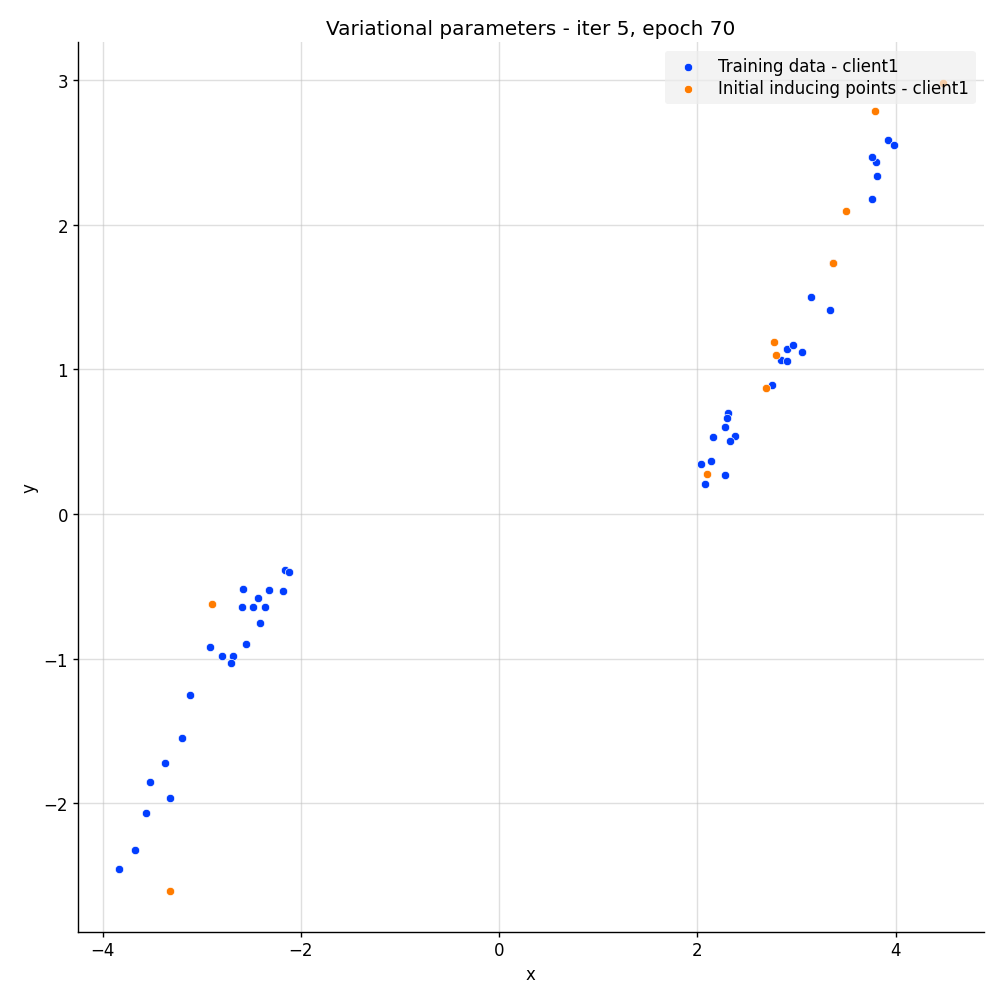 Variational parameters - iter 5, epoch 70
Training data - client1
Initial inducing points - client1
3
2
1
0
−1
−2
y
−4
−2
0
2
4
x